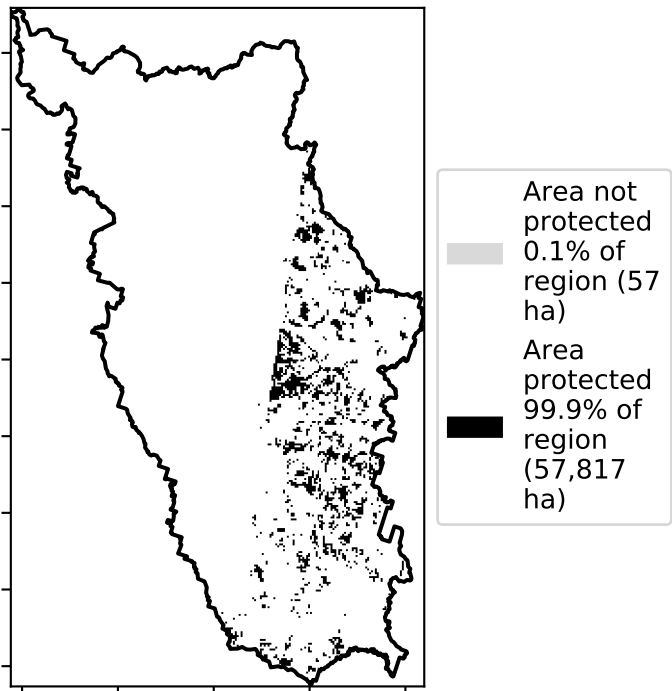 Area not
protected
0.1% of
region (57
ha)
Area
protected
99.9% of
region
(57,817
ha)